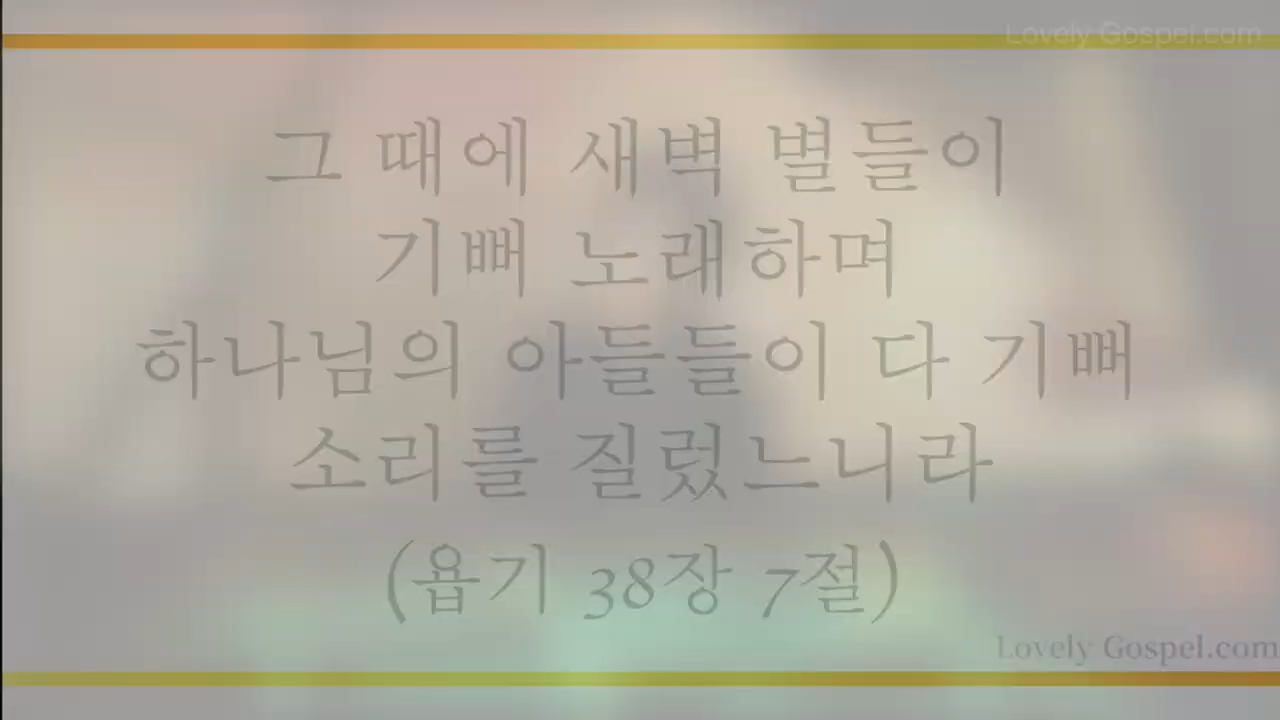 Lovely Gospel.com
그 때에 새벽 별들이
기뻐 노래하며
하나님의 아들들이 다 기뻐
소리를 질렀느니라
(욥기 38장 7절)
Lovely Gospel.com